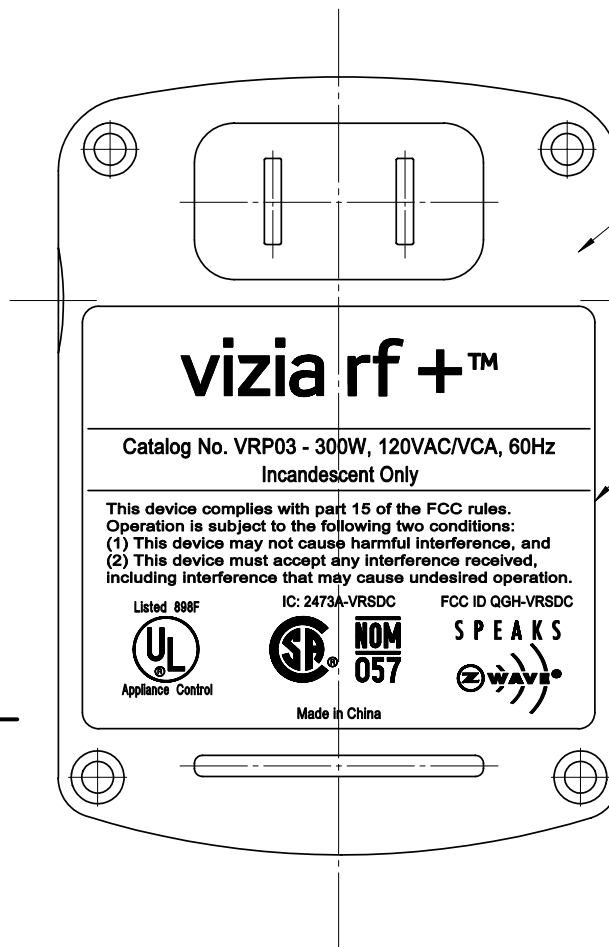 vizia rf +™
Catalog No. VRP03 - 300W, 120VAC/VCA, 60Hz
Incandescent Only
This device complies with part 15 of the FCC rules.
Operation is subject to the following two conditions:
(1) This device may not cause harmful interference, and
(2) This device must accept any interference received,
including interference that may cause undesired operation.
Listed 898F
IC: 2473A-VRSDC
FCC ID QGH-VRSDC
UL®
Appliance Control
CSA®
NOM
057
SPEAKS
Z WAVE®
Made in China